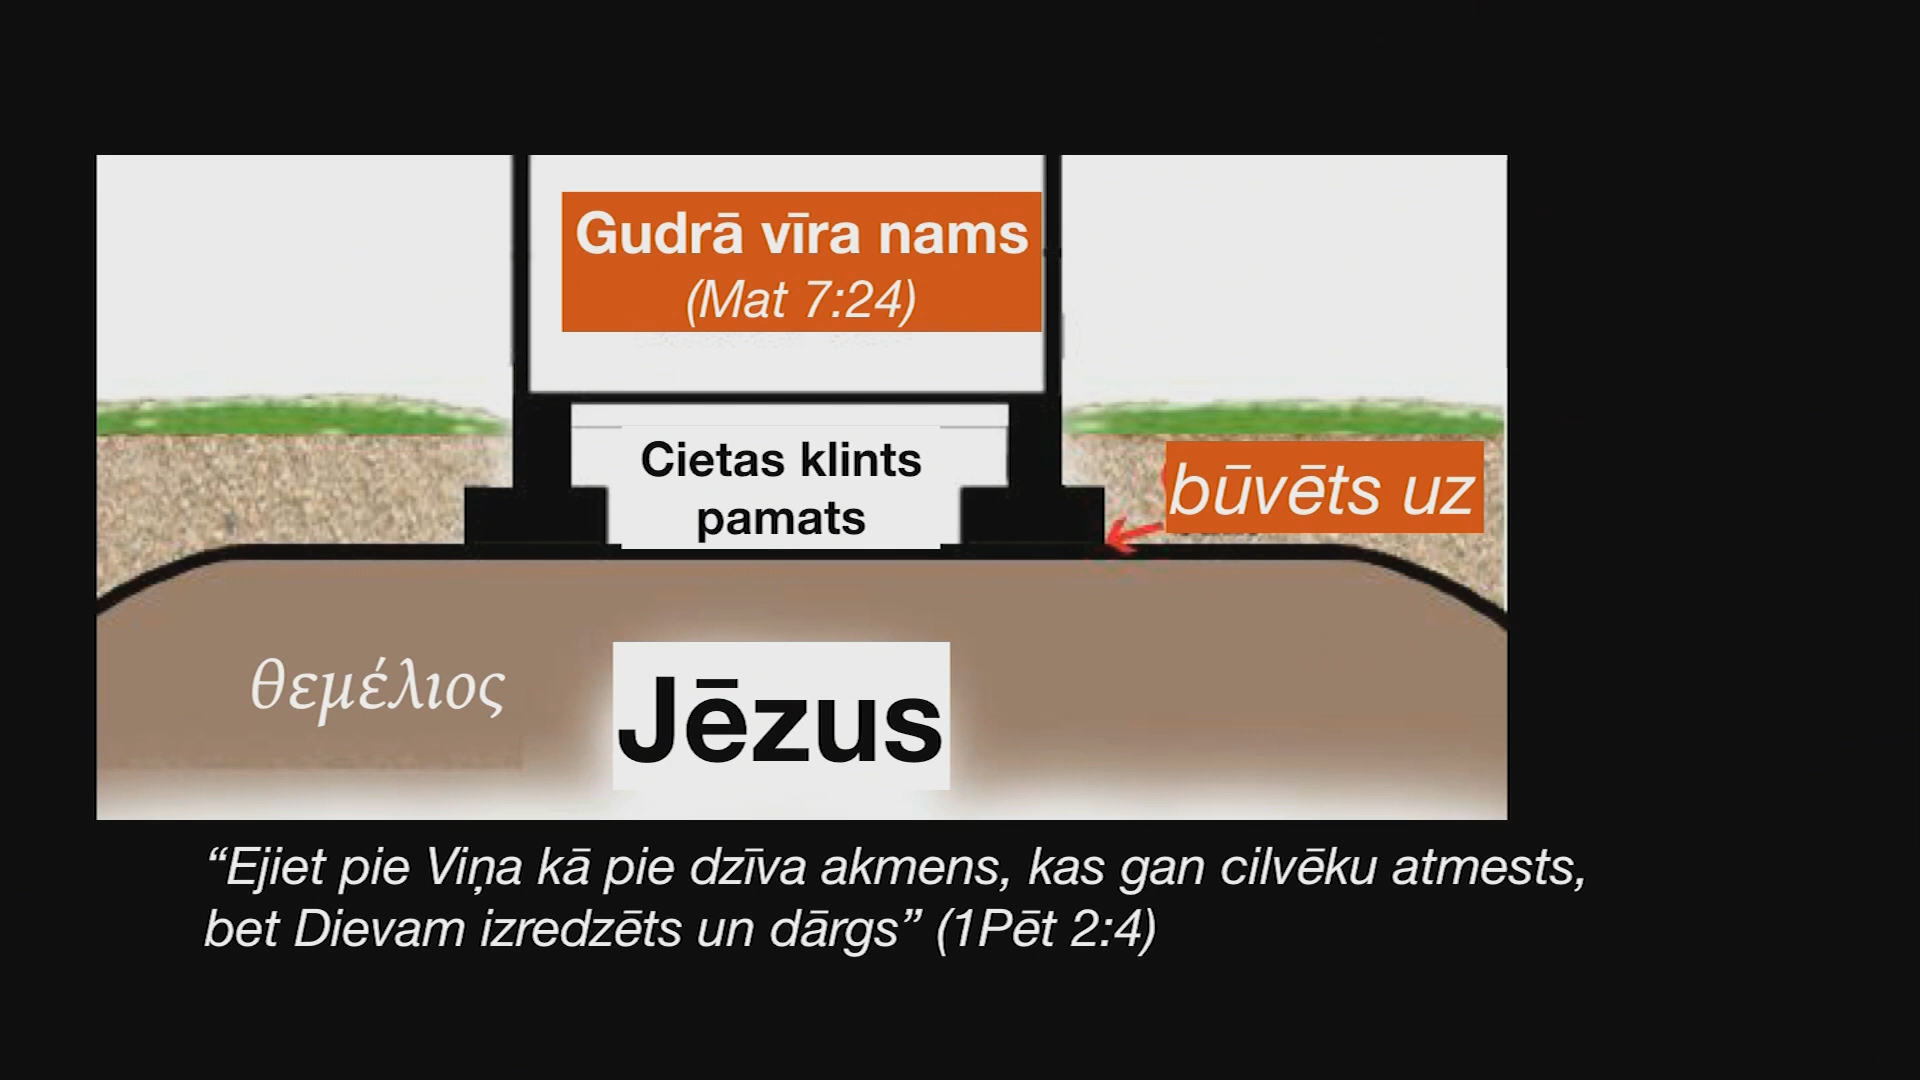 Gudrā vīra nams
(Mat 7:24)
Cietas klints
pamats
būvēts uz
θεμέλιος
Jēzus
“Ejiet pie Viņa kā pie dzīva akmens, kas gan cilvēku atmests,
bet Dievam izredzēts un dārgs” (1Pēt 2:4)